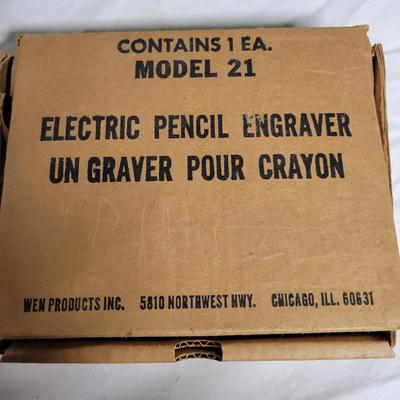 CONTAINS 1 EA.
MODEL 21
ELECTRIC PENCIL ENGRAVER
UN GRAVER POUR CRAYON
WEN PRODUCTS INC. 5810 NORTHWEST HWY. CHICAGO, ILL. 60631